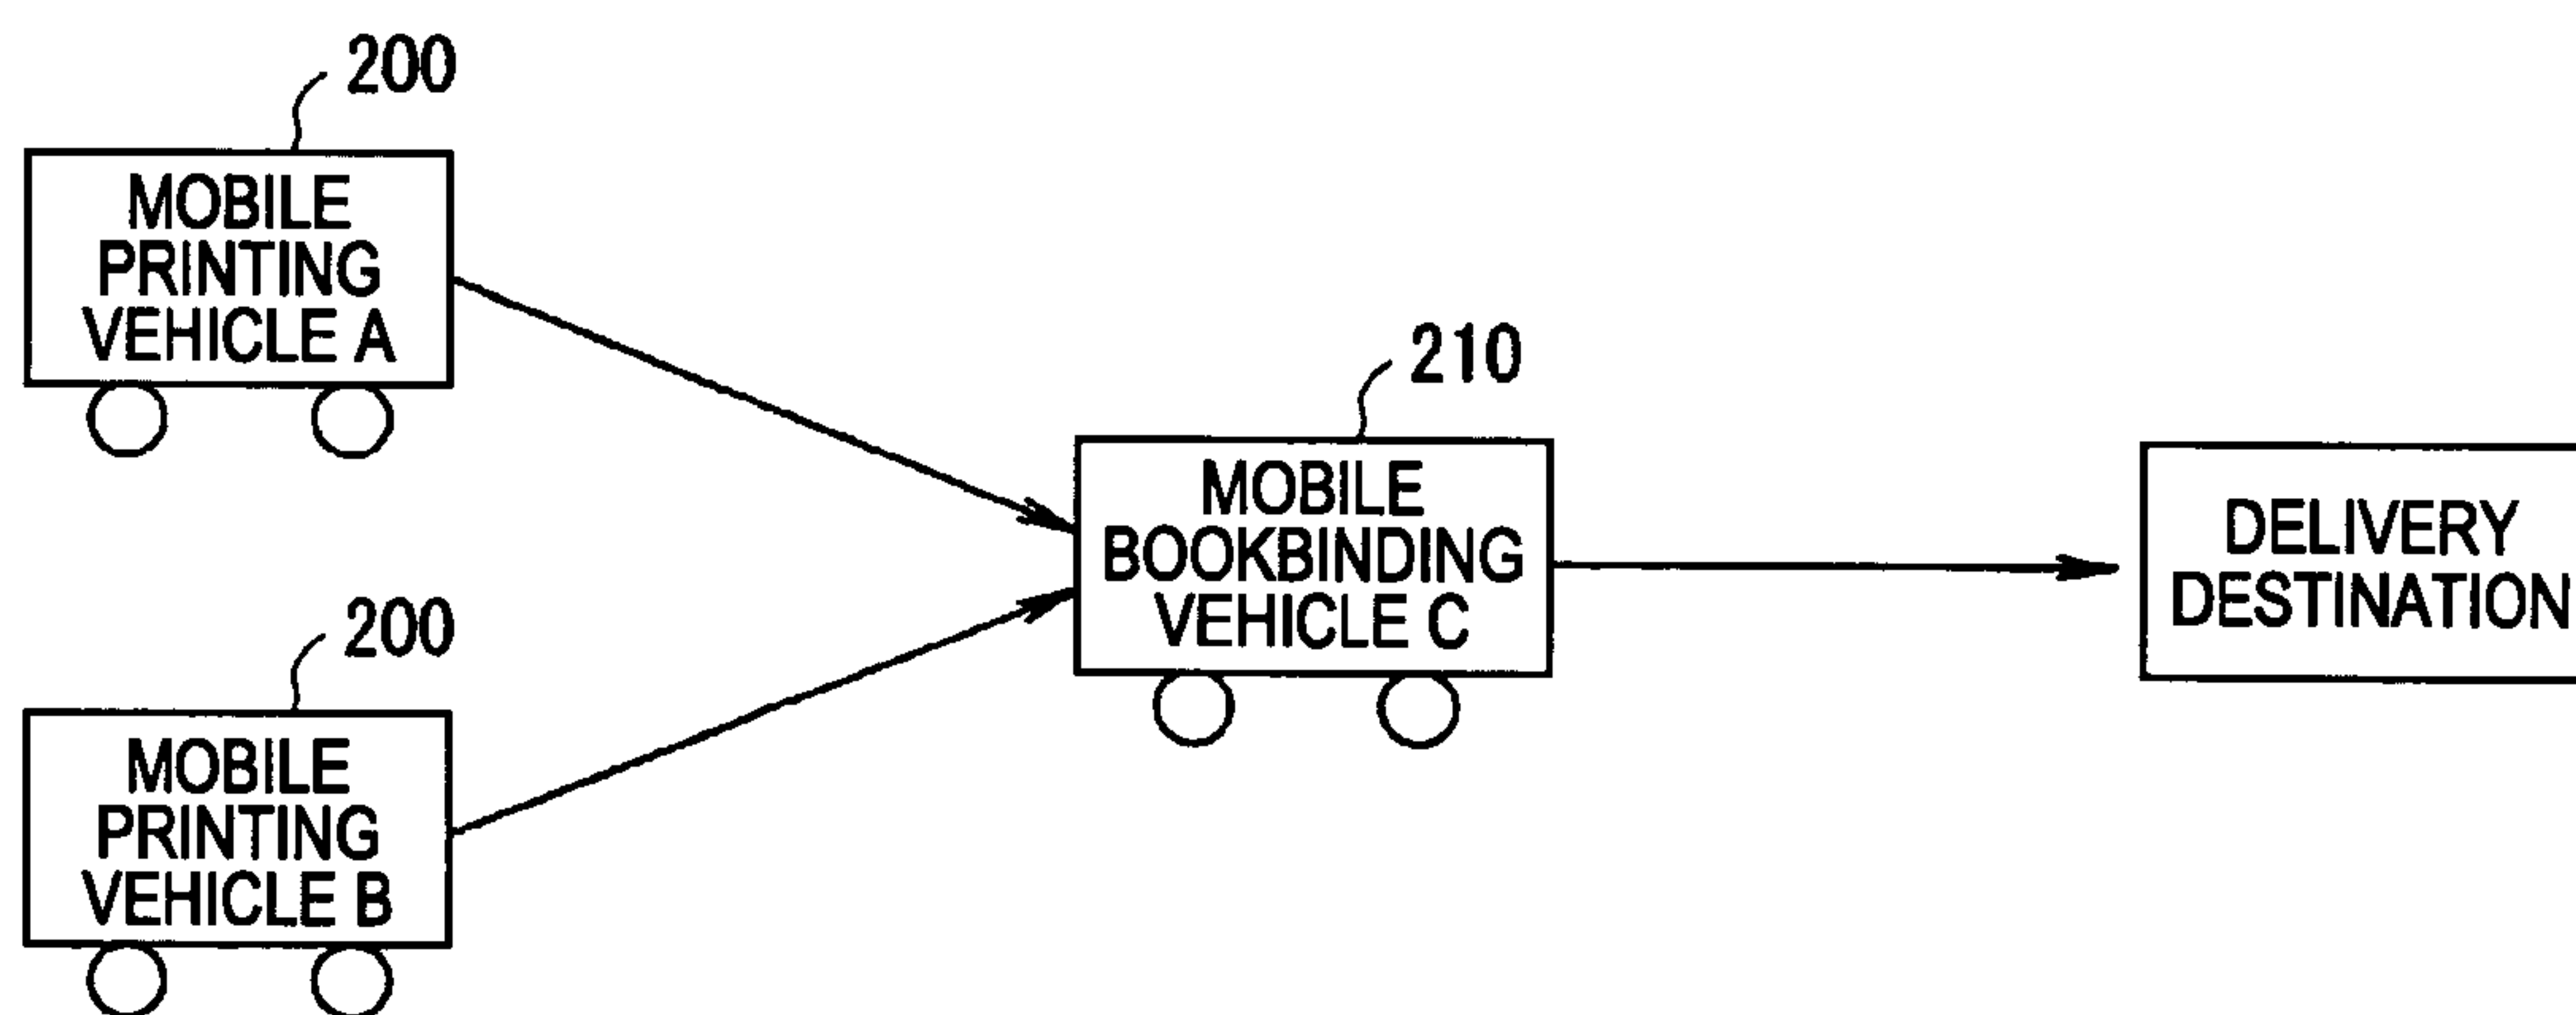 200
MOBILE
PRINTING
VEHICLE A
210
MOBILE
BOOKBINDING
VEHICLE C
DELIVERY
DESTINATION
200
MOBILE
PRINTING
VEHICLE B